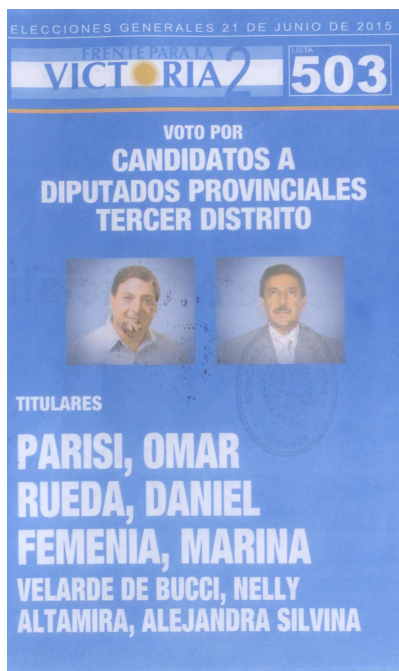 ELECCIONES GENERALES 21 DE JUNIO DE 2015
FRENTE PARA LA
VICTORIA 2
LISTA
503
VOTO POR
CANDIDATOS A
DIPUTADOS PROVINCIALES
TERCER DISTRITO
TITULARES
PARISI, OMAR
RUEDA, DANIEL
FEMENIA, MARINA
VELARDE DE BUCCI, NELLY
ALTAMIRA, ALEJANDRA SILVINA